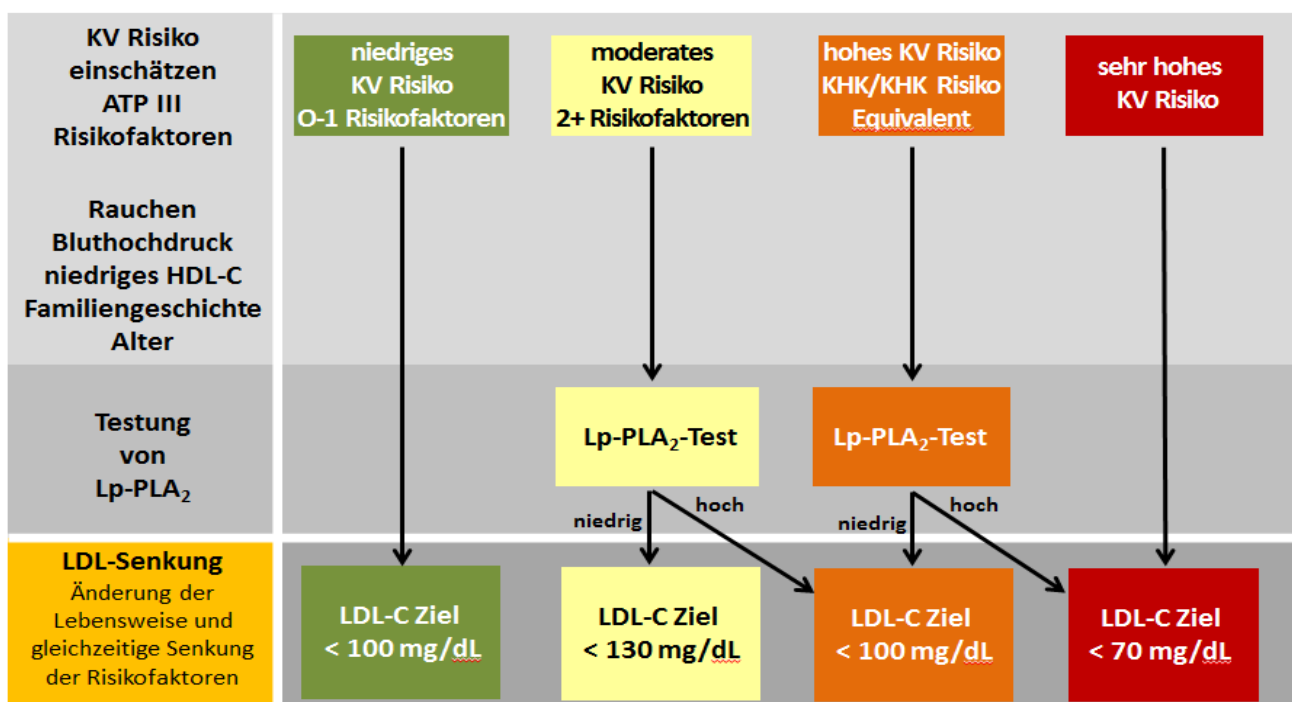 KV Risiko
einschätzen
ATP III
Risikofaktoren
Rauchen
Bluthochdruck
niedriges HDL-C
Familiengeschichte
Alter
niedriges
KV Risiko
O-1 Risikofaktoren
moderates
KV Risiko
2+ Risikofaktoren
hohes KV Risiko
KHK/KHK Risiko
Equivalent
sehr hohes
KV Risiko
Testung
von
Lp-PLA₂
Lp-PLA₂-Test
Lp-PLA₂-Test
niedrig
hoch
niedrig
hoch
LDL-Senkung
Änderung der
Lebensweise und
gleichzeitige Senkung
der Risikofaktoren
LDL-C Ziel
< 100 mg/dL
LDL-C Ziel
< 130 mg/dL
LDL-C Ziel
< 100 mg/dL
LDL-C Ziel
< 70 mg/dL